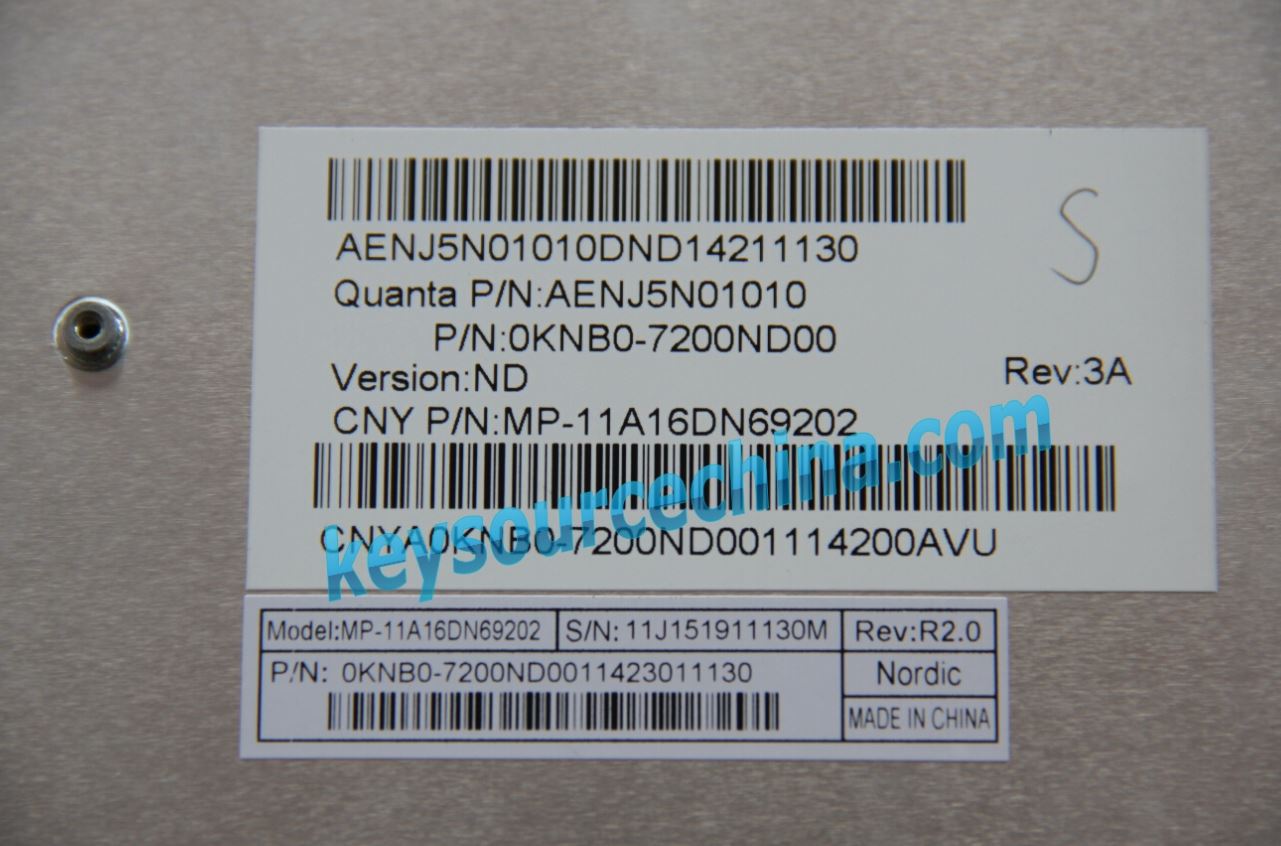 AENJ5N01010DND14211130
S
Quanta P/N:AENJ5N01010
P/N:0KNB0-7200ND00
Version:ND
Rev:3A
CNY P/N:MP-11A16DN69202
keysourcechina.com
CNYA0KNB0-7200ND001114200AVU
Model:MP-11A16DN69202
S/N: 11J151911130M
Rev:R2.0
P/N: 0KNB0-7200ND0011423011130
Nordic
MADE IN CHINA